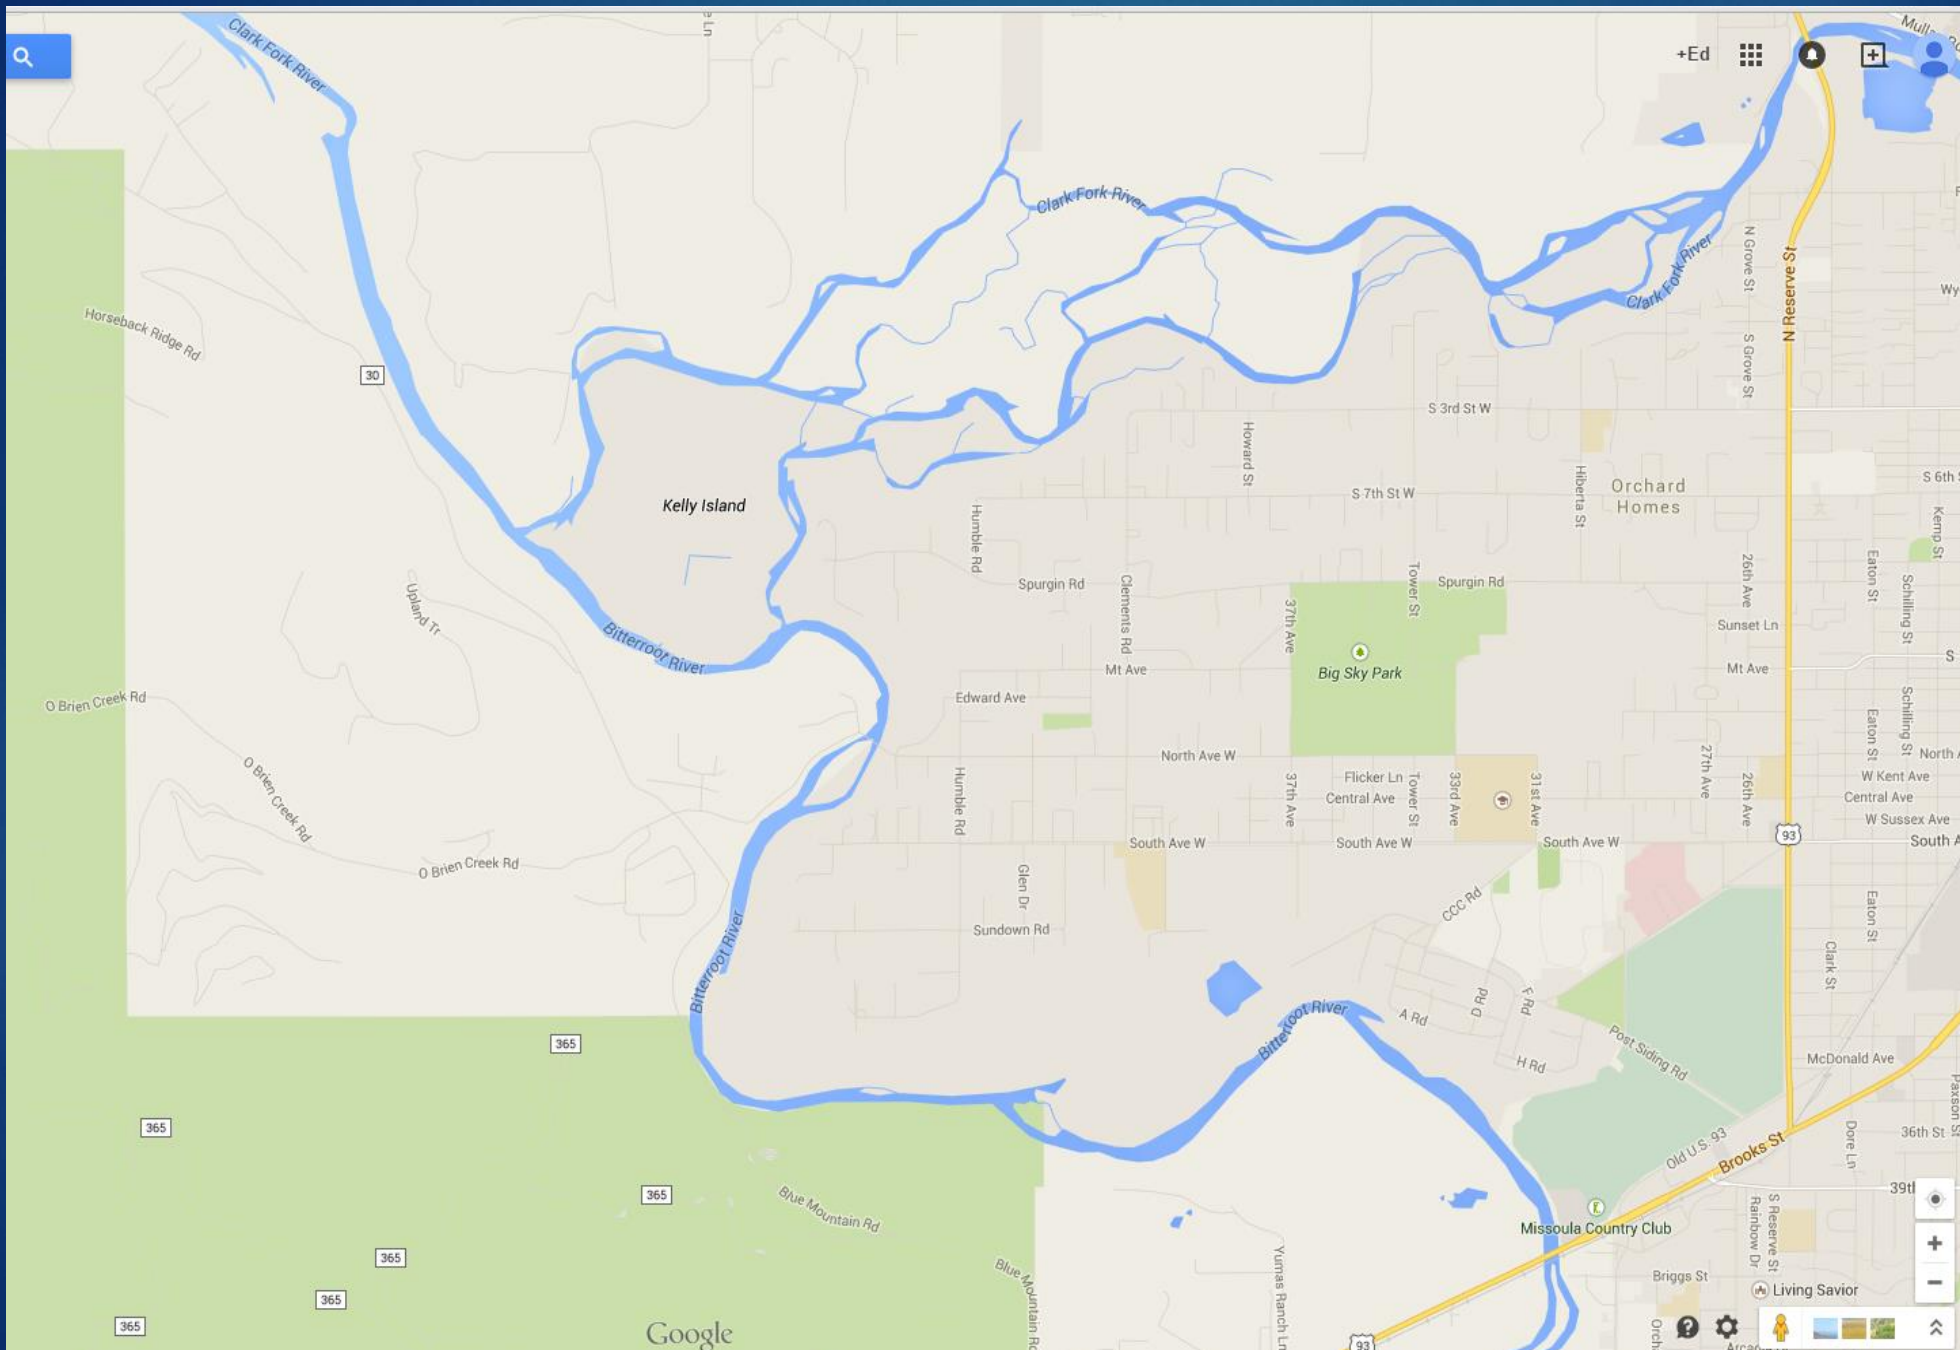 Clark Fork River
+Ed
Clark Fork River
N Grove St
Clark Fork River
N Reserve St
Horseback Ridge Rd
30
S Grove St
S 3rd St W
Howard St
Kelly Island
S 7th St W
Hiberta St
Orchard
Homes
S 6th
Kemp St
Humble Rd
Spurgin Rd
Clements Rd
Tower St
Spurgin Rd
26th Ave
Eaton St
Schilling St
Upland Tr
37th Ave
Sunset Ln
Bitterroot River
Mt Ave
Big Sky Park
Mt Ave
S
O Brien Creek Rd
Edward Ave
Eaton St
Schilling St
North Ave W
27th Ave
North
O Brien Creek Rd
Humble Rd
37th Ave
Flicker Ln
Tower St
33rd Ave
31st Ave
26th Ave
W Kent Ave
Central Ave
Central Ave
W Sussex Ave
93
South Ave W
South Ave W
South Ave W
South A
O Brien Creek Rd
Glen Dr
CCC Rd
Eaton St
Sundown Rd
Bitterroot River
Clark St
D Rd
F Rd
Bitterroot River
A Rd
365
Post Siding Rd
H Rd
McDonald Ave
Paxson St
365
36th St
Dore Ln
Old U.S. 93
Brooks St
365
39th
Blue Mountain Rd
Missoula Country Club
S Reserve St
Rainbow Dr
365
Blue Mountain Rd
Yumas Ranch Ln
Briggs St
Living Savior
365
365
Google
93